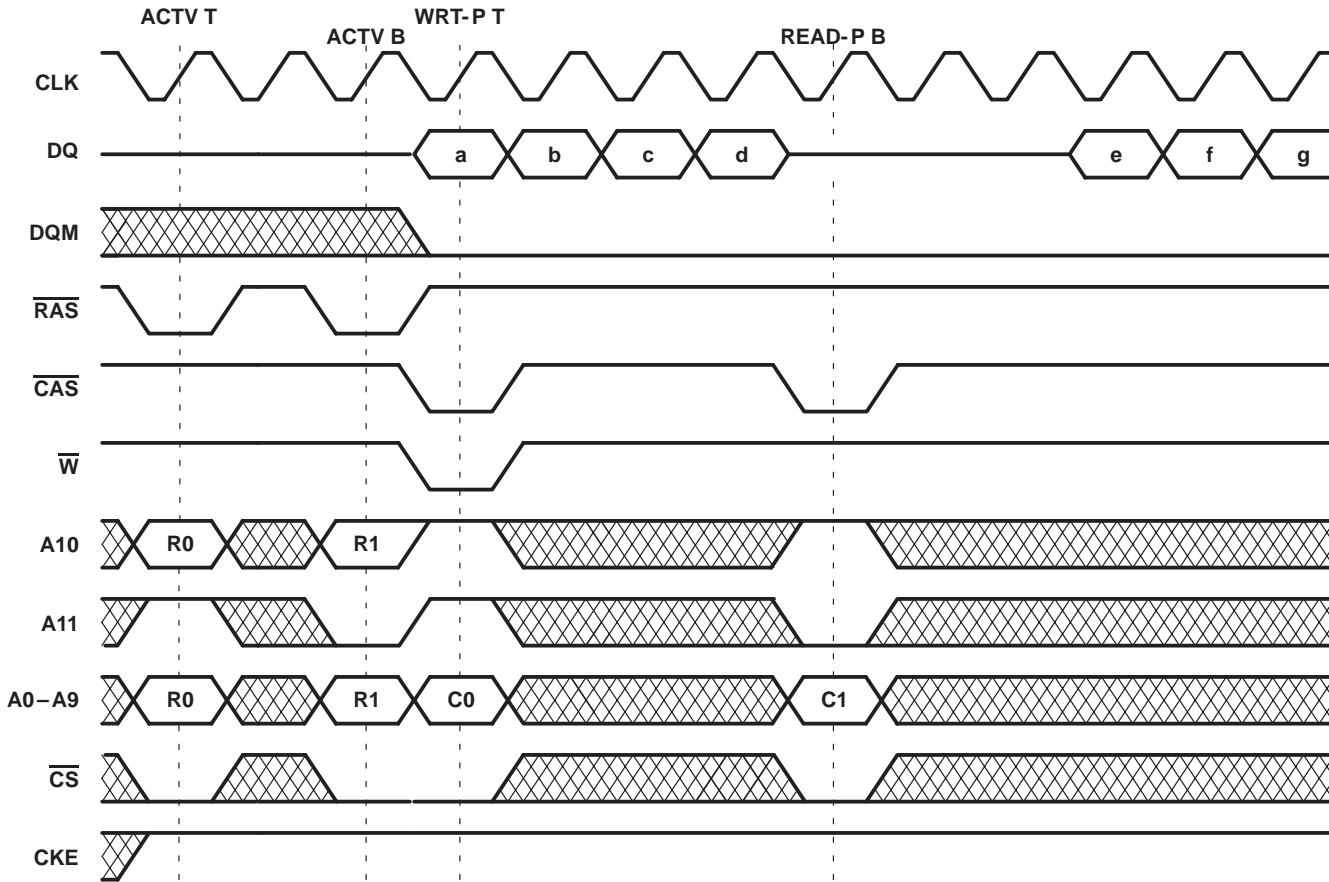 ACTV T
WRT-P T
ACTV B
READ-P B
CLK
DQ
a b c d e f g
DQM
RAS
CAS
W
A10
R0 R1
A11
A0–A9
R0 R1 C0 C1
CS
CKE